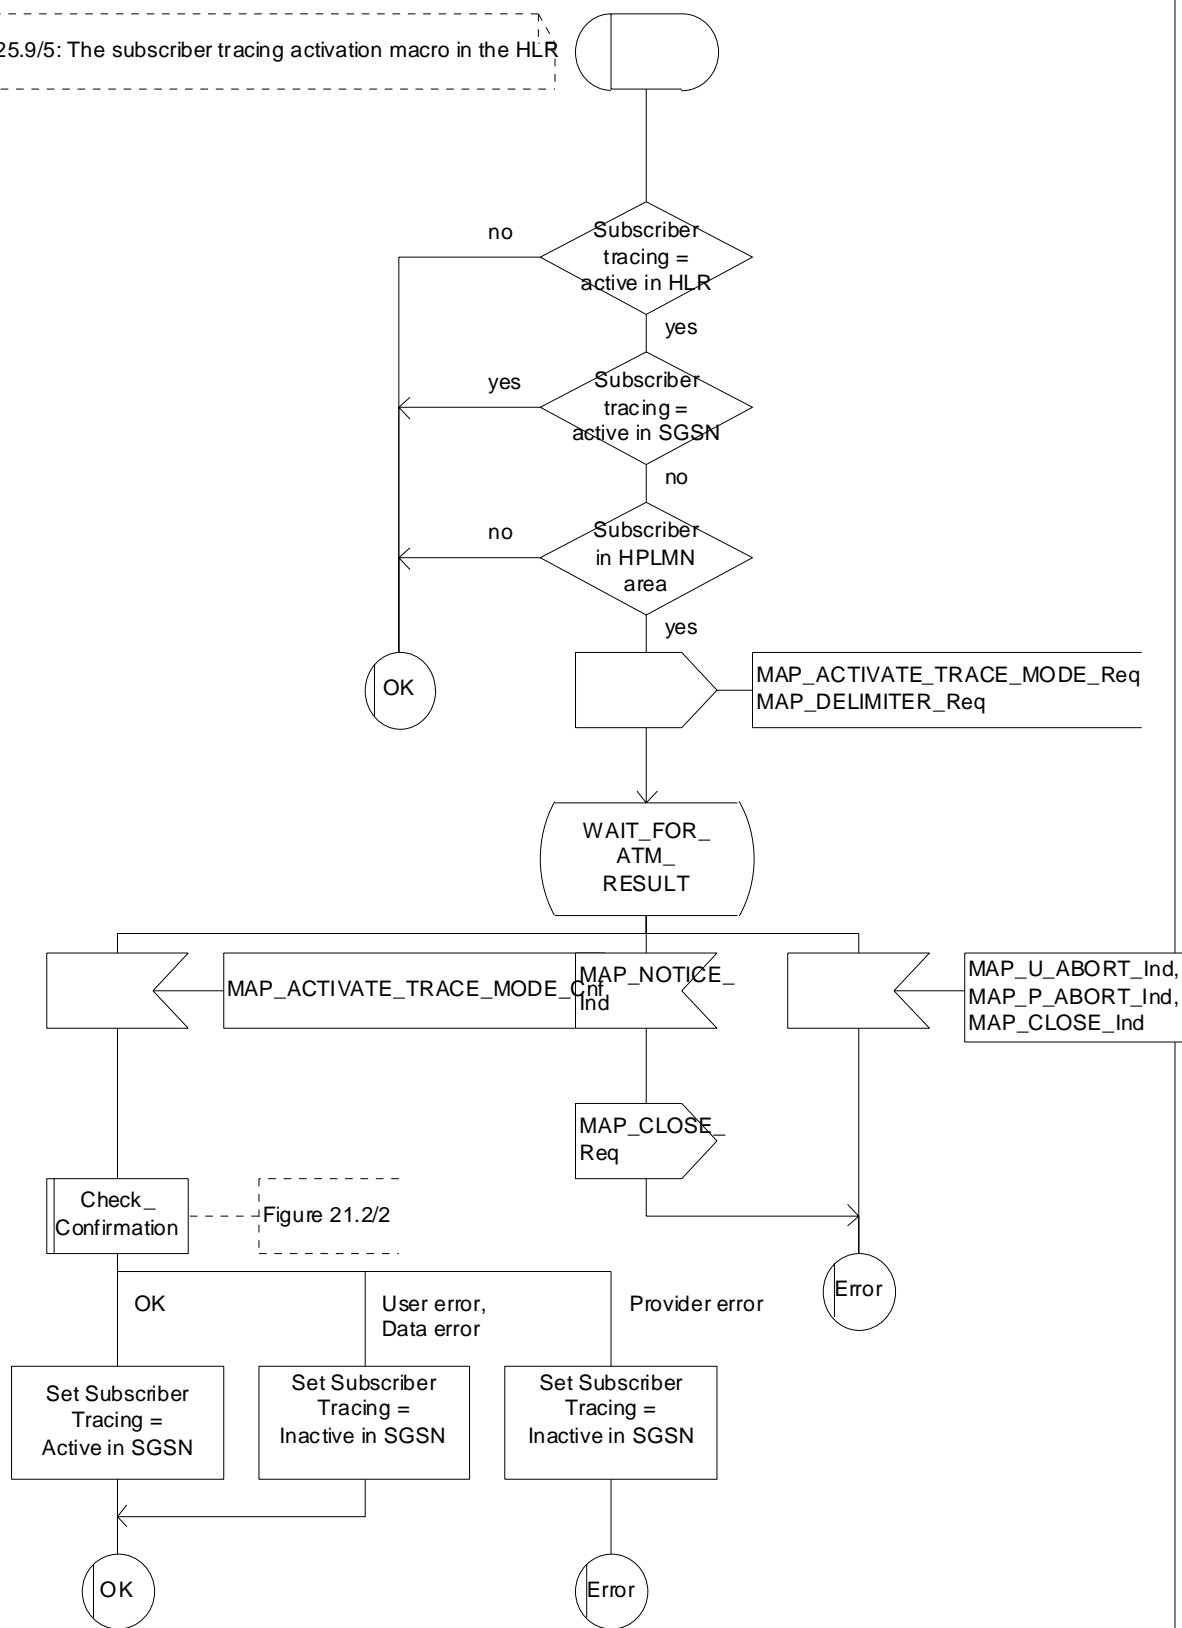 25.9/5: The subscriber tracing activation macro in the HLR
no
Subscriber
tracing =
active in HLR
yes
yes
Subscriber
tracing =
active in SGSN
no
no
Subscriber
in HPLMN
area
yes
OK
MAP_ACTIVATE_TRACE_MODE_Req
MAP_DELIMITER_Req
WAIT_FOR_
ATM_
RESULT
MAP_ACTIVATE_TRACE_MODE_Cnf
MAP_NOTICE_
Ind
MAP_U_ABORT_Ind,
MAP_P_ABORT_Ind,
MAP_CLOSE_Ind
MAP_CLOSE_
Req
Check_
Confirmation
Figure 21.2/2
Error
OK
User error,
Data error
Provider error
Set Subscriber
Tracing =
Active in SGSN
Set Subscriber
Tracing =
Inactive in SGSN
Set Subscriber
Tracing =
Inactive in SGSN
OK
Error